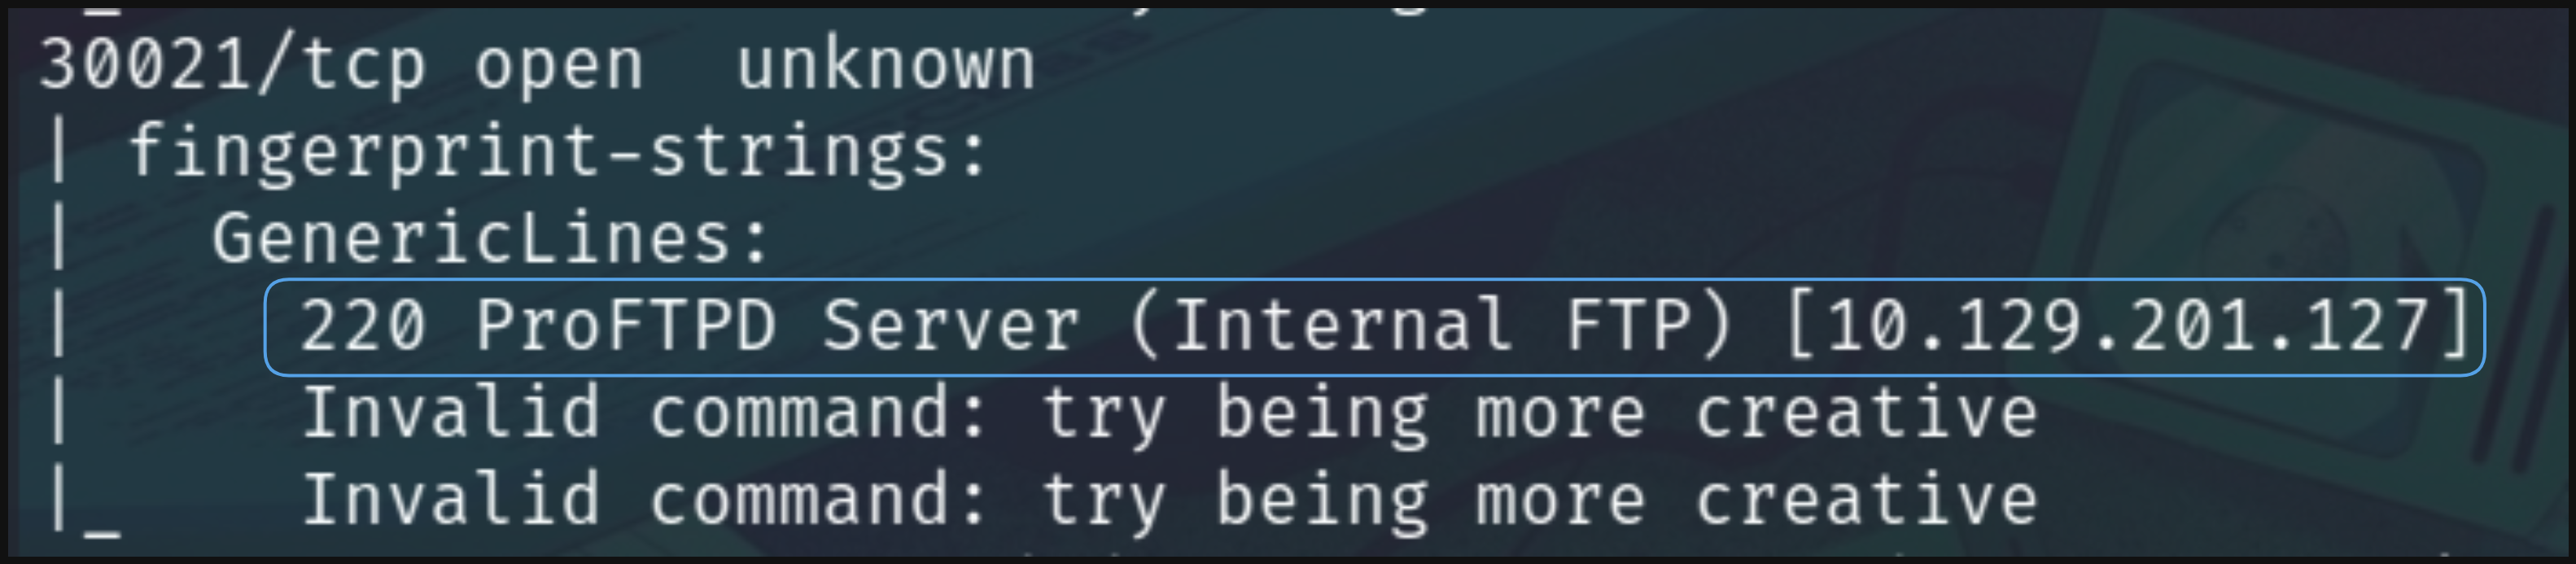 30021/tcp open  unknown
| fingerprint-strings:
|   GenericLines:
|     220 ProFTPD Server (Internal FTP) [10.129.201.127]
|     Invalid command: try being more creative
|_    Invalid command: try being more creative